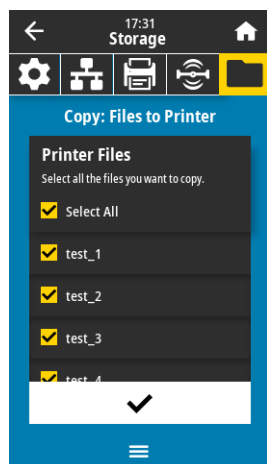 17:31
Storage
Copy: Files to Printer
Printer Files
Select all the files you want to copy.
Select All
test_1
test_2
test_3
test_4